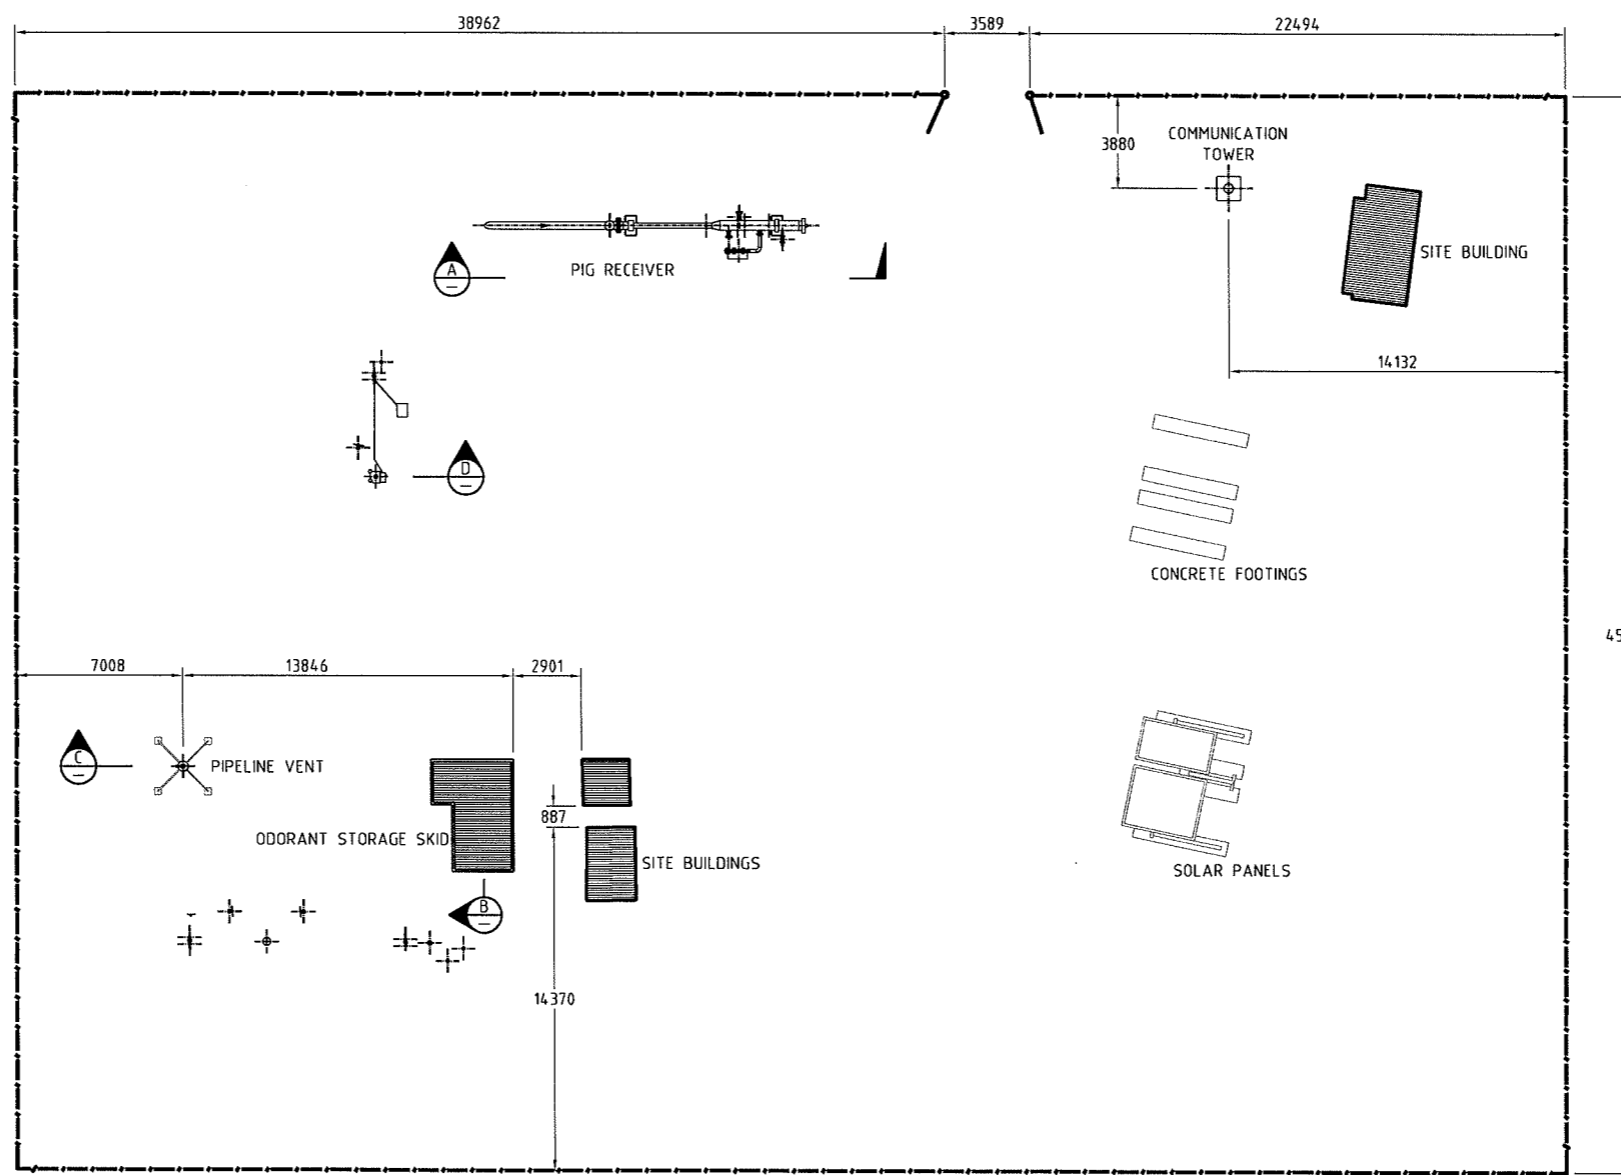 38962
3589
22494
3880
COMMUNICATION
TOWER
SITE BUILDING
A
PIG RECEIVER
14132
D
CONCRETE FOOTINGS
45
7008
13846
2901
C
PIPELINE VENT
887
ODORANT STORAGE SKID
SITE BUILDINGS
SOLAR PANELS
B
14370